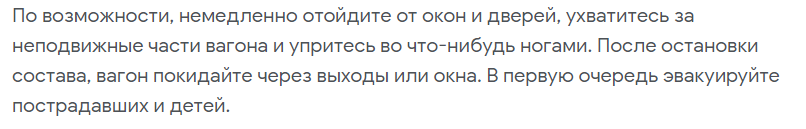 По возможности, немедленно отойдите от окон и дверей, ухватитесь за
неподвижные части вагона и упритесь во что-нибудь ногами. После остановки
состава, вагон покидайте через выходы или окна. В первую очередь эвакуируйте
пострадавших и детей.